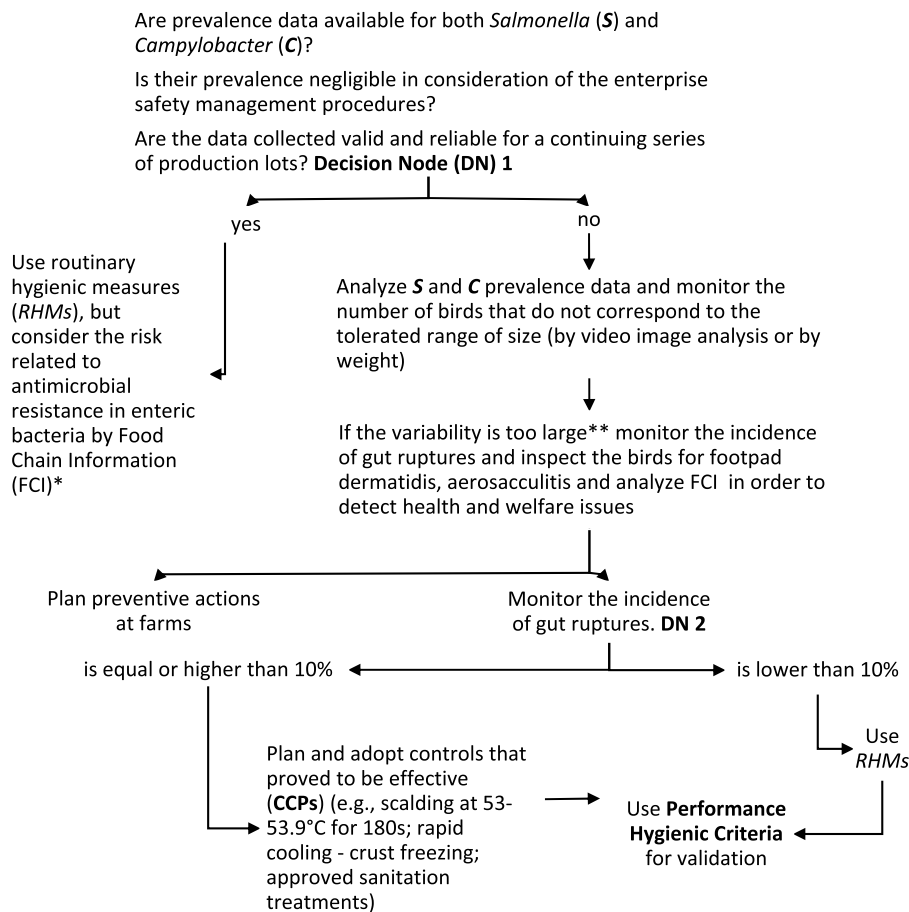 Are prevalence data available for both Salmonella (S) and
Campylobacter (C)?
Is their prevalence negligible in consideration of the enterprise
safety management procedures?
Are the data collected valid and reliable for a continuing series
of production lots? Decision Node (DN) 1
yes
no
Use routinary
hygienic measures
(RHMs), but
consider the risk
related to
antimicrobial
resistance in enteric
bacteria by Food
Chain Information
(FCI)*
Analyze S and C prevalence data and monitor the
number of birds that do not correspond to the
tolerated range of size (by video image analysis or by
weight)
If the variability is too large** monitor the incidence
of gut ruptures and inspect the birds for footpad
dermatidis, aerosacculitis and analyze FCI in order to
detect health and welfare issues
Plan preventive actions
at farms
Monitor the incidence
of gut ruptures. DN 2
is equal or higher than 10%
is lower than 10%
Plan and adopt controls that
proved to be effective
(CCPs) (e.g., scalding at 53-
53.9°C for 180s; rapid
cooling - crust freezing;
approved sanitation
treatments)
Use
RHMs
Use Performance
Hygienic Criteria
for validation